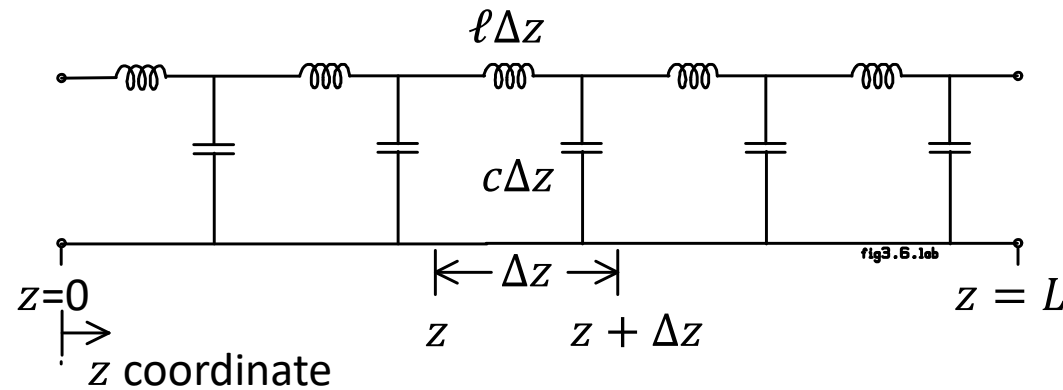 ℓΔz
cΔz
fig3.6.lab
Δz
z=0
z = L
z
z + Δz
z coordinate